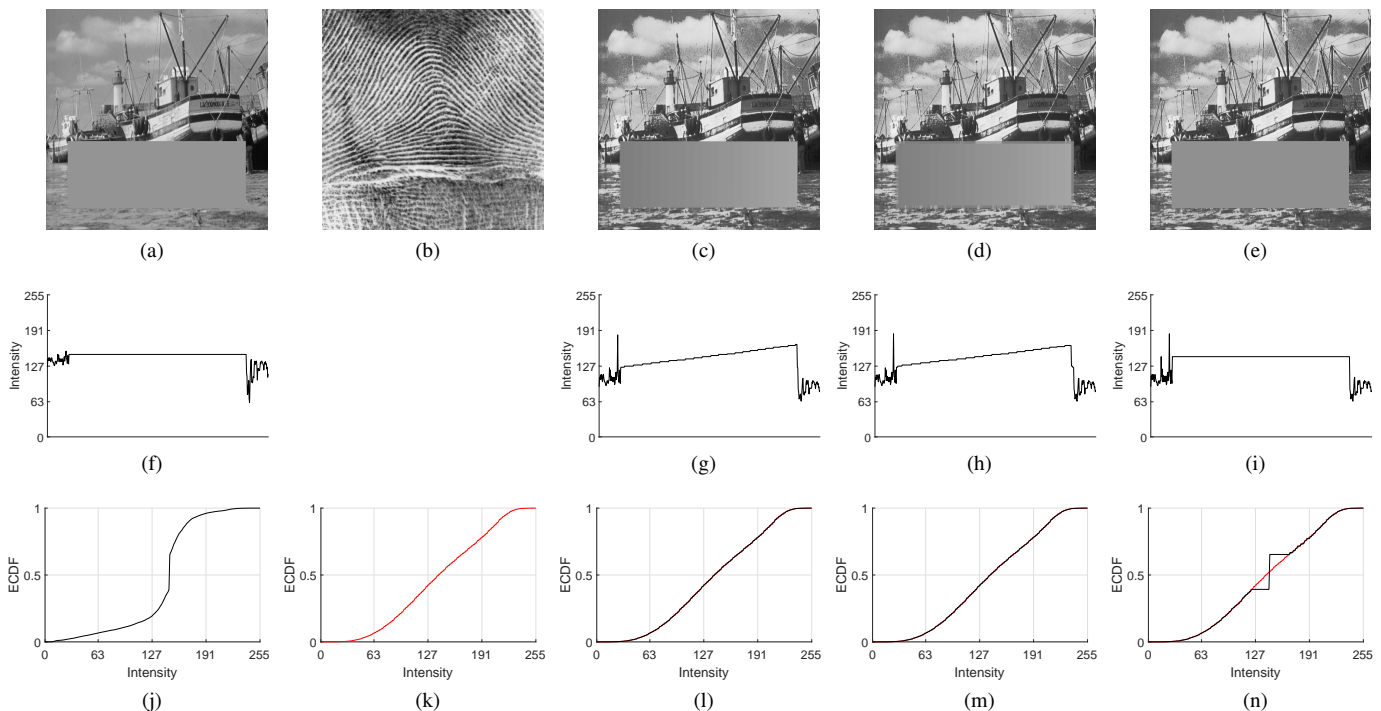 (a) (b) (c) (d) (e)
255
191
127
63
0
Intensity
(f)
255
191
127
63
0
Intensity
(g)
255
191
127
63
0
Intensity
(h)
255
191
127
63
0
Intensity
(i)
1
0.5
0
ECDF
0 63 127 191 255
Intensity
(j)
1
0.5
0
ECDF
0 63 127 191 255
Intensity
(k)
1
0.5
0
ECDF
0 63 127 191 255
Intensity
(l)
1
0.5
0
ECDF
0 63 127 191 255
Intensity
(m)
1
0.5
0
ECDF
0 63 127 191 255
Intensity
(n)